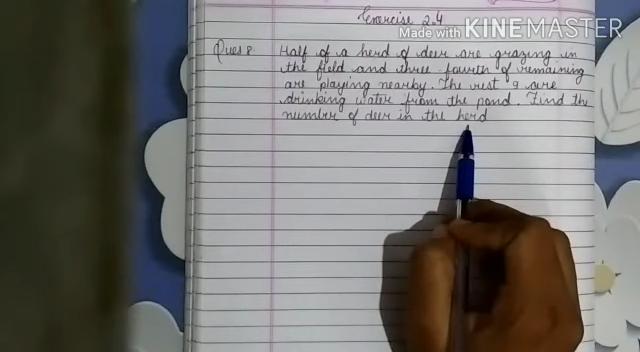 Exercise 2.4
Made with KINEMASTER
Ques 8. Half of a herd of deer are grazing in
the field and three fourth of remaining
are playing nearby. The rest 9 are
drinking water from the pond. Find the
number of deer in the herd